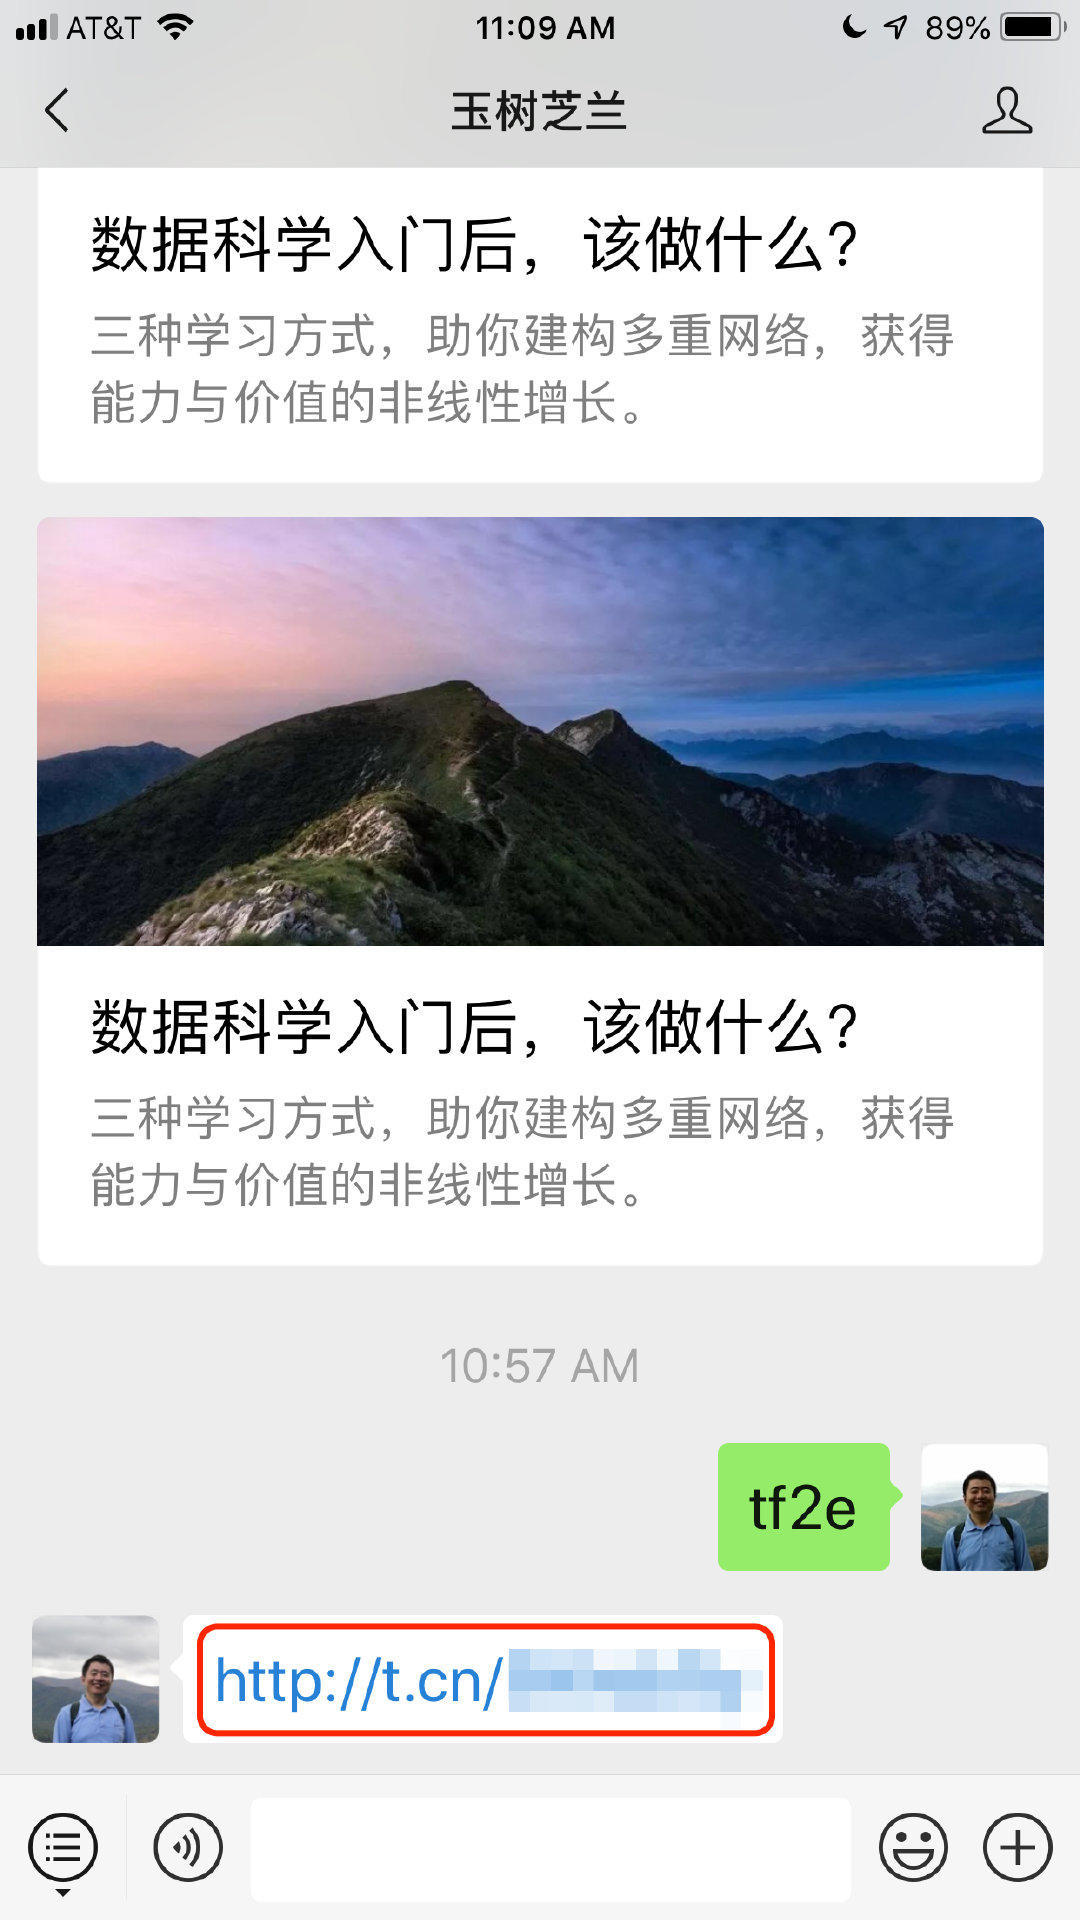 AT&T 11:09 AM 89%
玉树芝兰
数据科学入门后，该做什么?
三种学习方式，助你建构多重网络，获得
能力与价值的非线性增长。
数据科学入门后，该做什么?
三种学习方式，助你建构多重网络，获得
能力与价值的非线性增长。
10:57 AM
tf2e
http://t.cn/